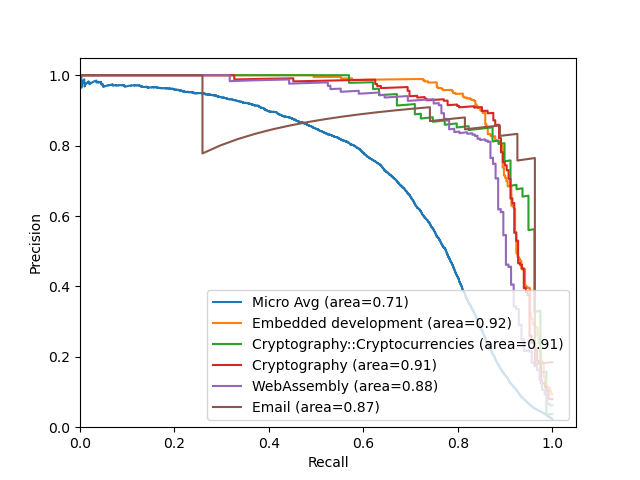 1.0
0.8
0.6
0.4
0.2
0.0
Precision
Micro Avg (area=0.71)
Embedded development (area=0.92)
Cryptography::Cryptocurrencies (area=0.91)
Cryptography (area=0.91)
WebAssembly (area=0.88)
Email (area=0.87)
0.0 0.2 0.4 0.6 0.8 1.0
Recall